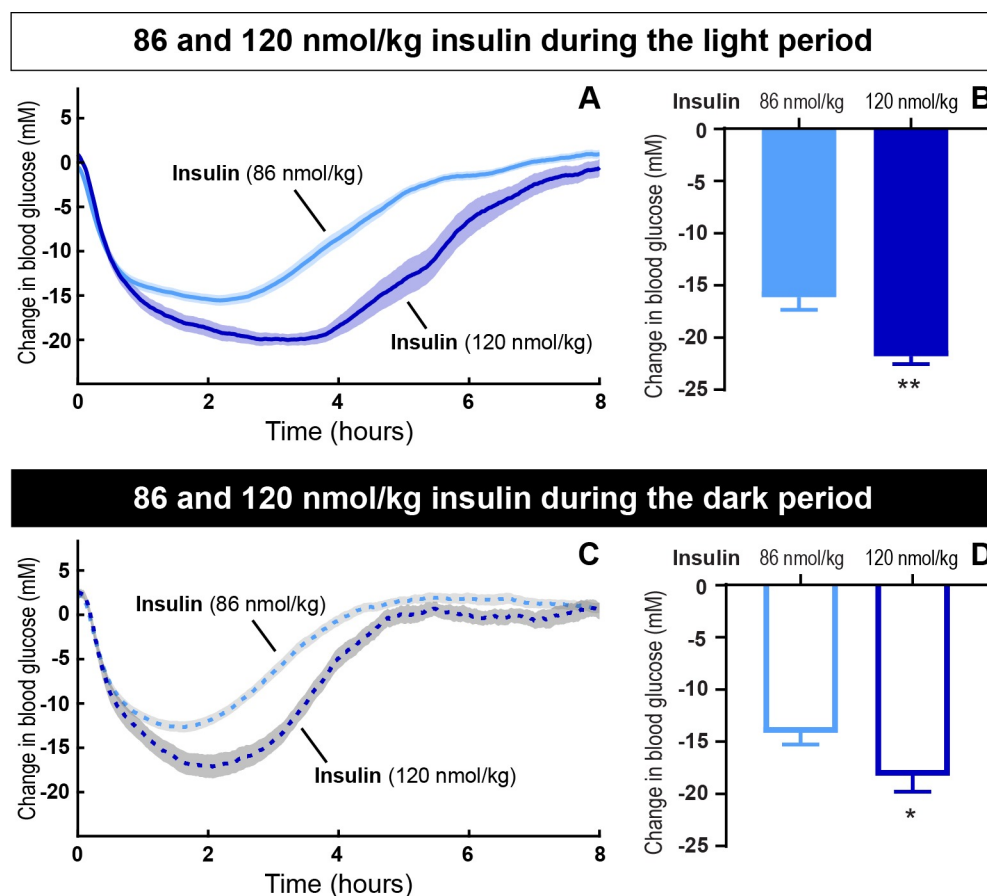 86 and 120 nmol/kg insulin during the light period
A
Change in blood glucose (mM)
5
0
-5
-10
-15
-20
Insulin (86 nmol/kg)
Insulin (120 nmol/kg)
0 2 4 6 8
Time (hours)
B
Insulin 86 nmol/kg 120 nmol/kg
Change in blood glucose (mM)
0
-5
-10
-15
-20
-25
**
86 and 120 nmol/kg insulin during the dark period
C
Change in blood glucose (mM)
5
0
-5
-10
-15
-20
Insulin (86 nmol/kg)
Insulin (120 nmol/kg)
0 2 4 6 8
Time (hours)
D
Insulin 86 nmol/kg 120 nmol/kg
Change in blood glucose (mM)
0
-5
-10
-15
-20
-25
*